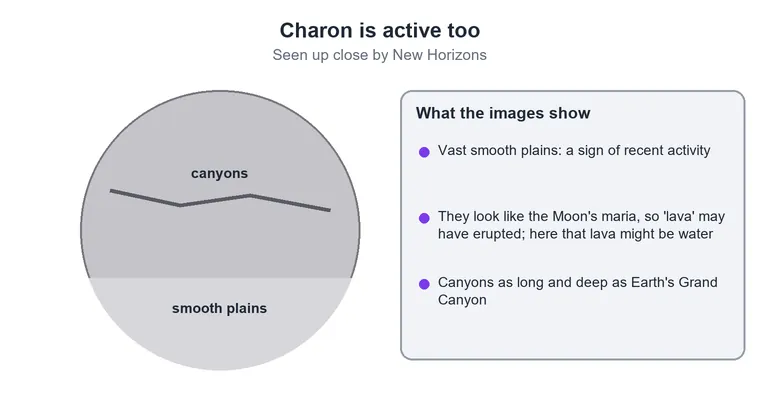 Charon is active too
Seen up close by New Horizons
canyons
smooth plains
What the images show
Vast smooth plains: a sign of recent activity
They look like the Moon's maria, so 'lava' may
have erupted; here that lava might be water
Canyons as long and deep as Earth's Grand
Canyon